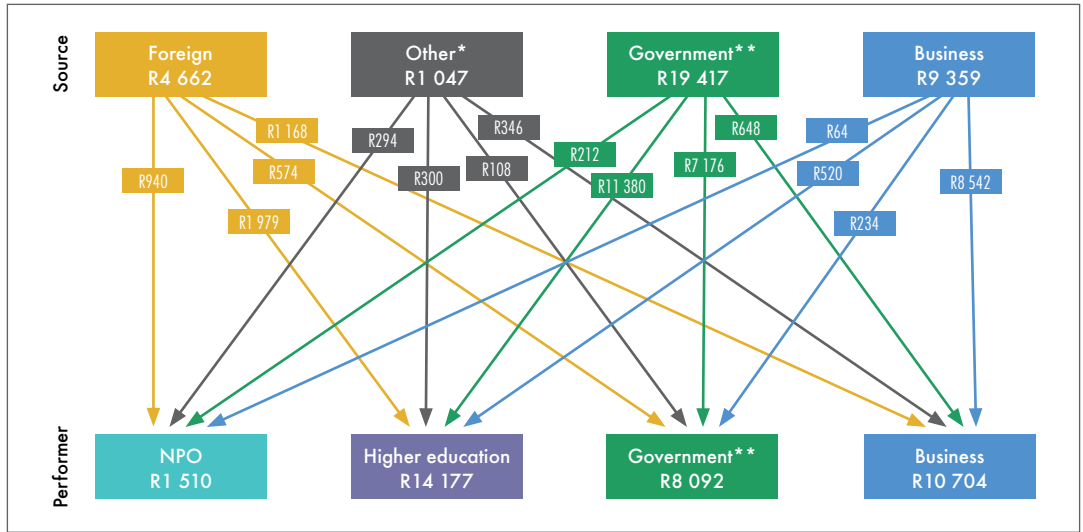 Source
Foreign
R4 662
Other*
R1 047
Government**
R19 417
Business
R9 359
R1 168
R294
R346
R648
R64
R940
R574
R300
R108
R212
R11 380
R7 176
R520
R8 542
R1 979
R234
Performer
NPO
R1 510
Higher education
R14 177
Government**
R8 092
Business
R10 704